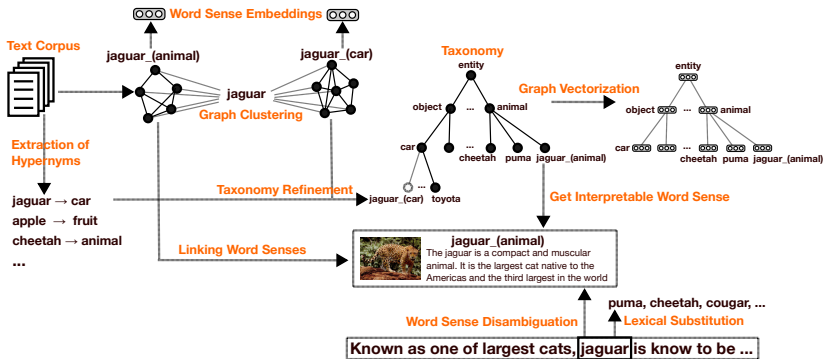 Word Sense Embeddings
Text Corpus
jaguar_(animal)
jaguar_(car)
jaguar
Graph Clustering
Taxonomy
entity
object
...
animal
car
...
cheetah
puma
jaguar_(animal)
jaguar_(car)
...
toyota
Graph Vectorization
entity
object
...
animal
car
...
cheetah
puma
jaguar_(animal)
Extraction of
Hypernyms
jaguar → car
apple → fruit
cheetah → animal
...
Taxonomy Refinement
Get Interpretable Word Sense
Linking Word Senses
jaguar_(animal)
The jaguar is a compact and muscular
animal. It is the largest cat native to the
Americas and the third largest in the world
puma, cheetah, cougar, ...
Word Sense Disambiguation
Lexical Substitution
Known as one of largest cats, jaguar is know to be ...